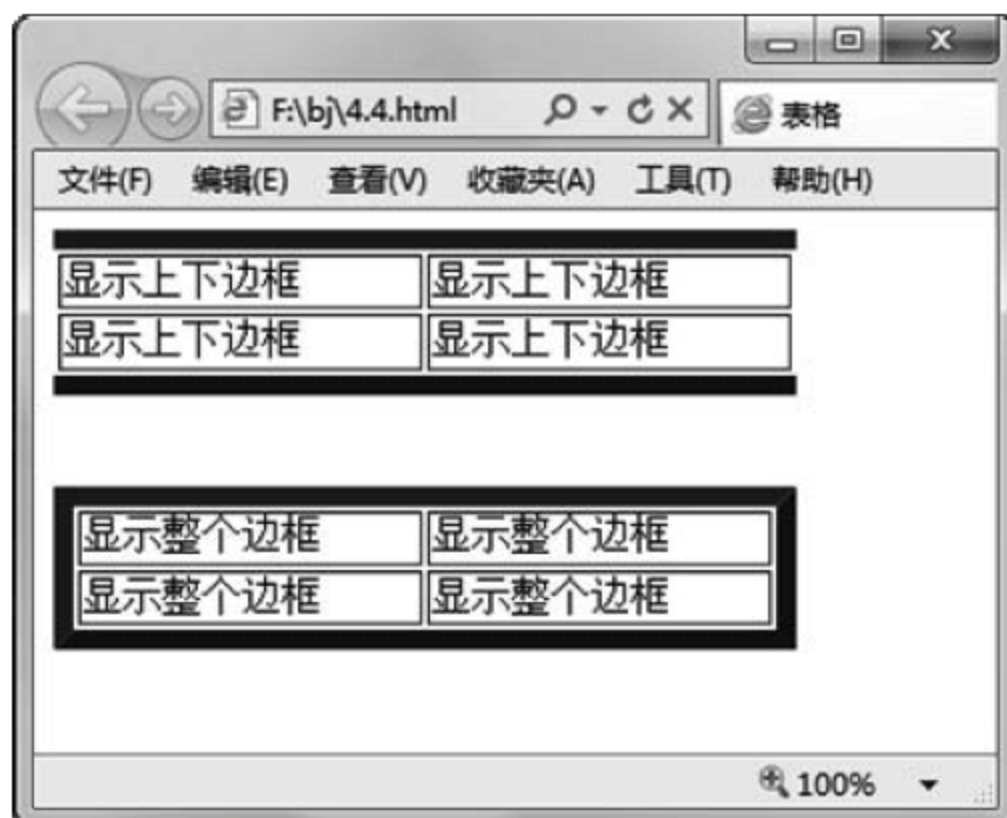 F:\bj\4.4.html 表格
文件(F) 编辑(E) 查看(V) 收藏夹(A) 工具(T) 帮助(H)
显示上下边框 显示上下边框
显示上下边框 显示上下边框
显示整个边框 显示整个边框
显示整个边框 显示整个边框
100%